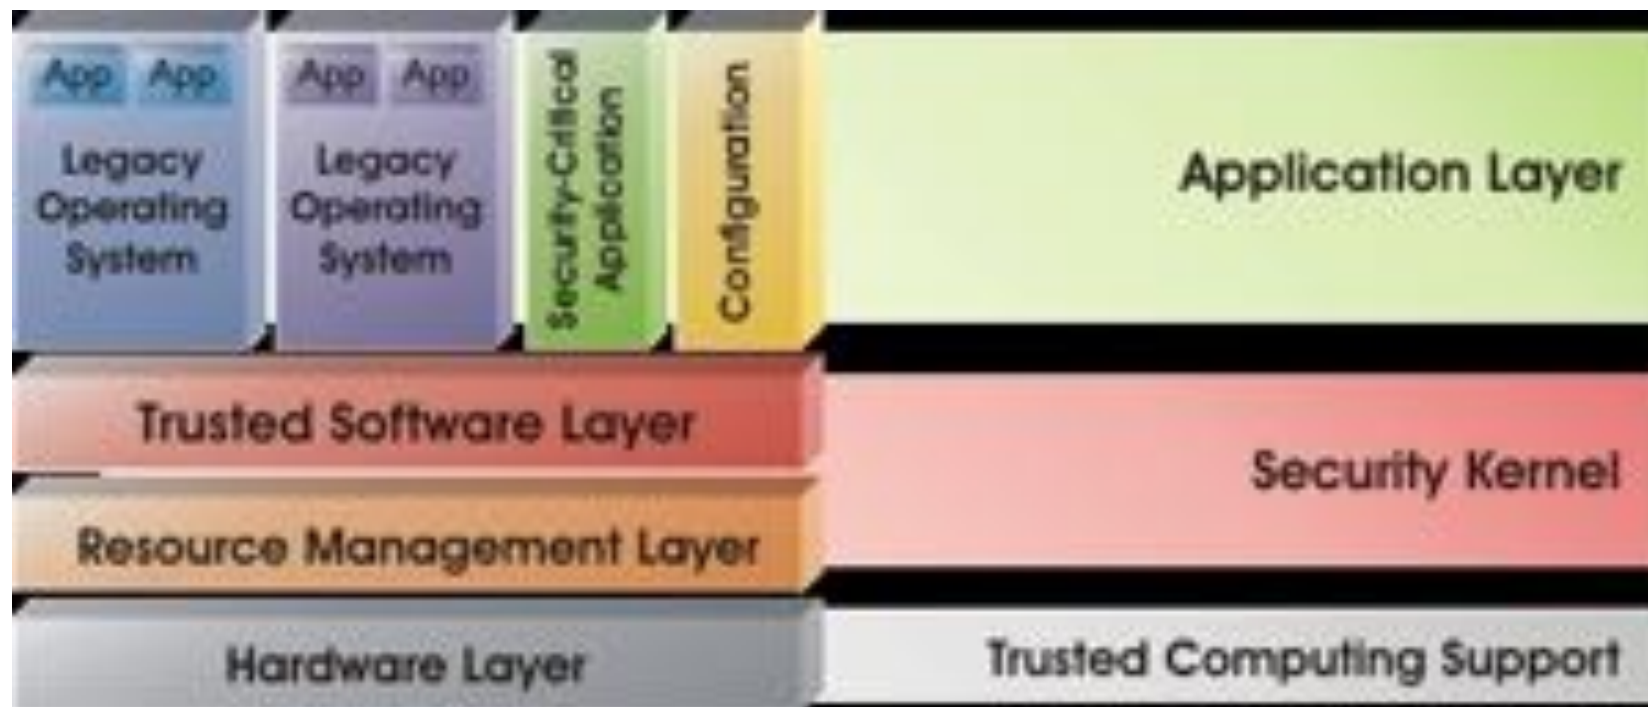 App App
Legacy
Operating
System
App App
Legacy
Operating
System
Security-Critical
Application
Configuration
Application Layer
Trusted Software Layer
Security Kernel
Resource Management Layer
Hardware Layer
Trusted Computing Support